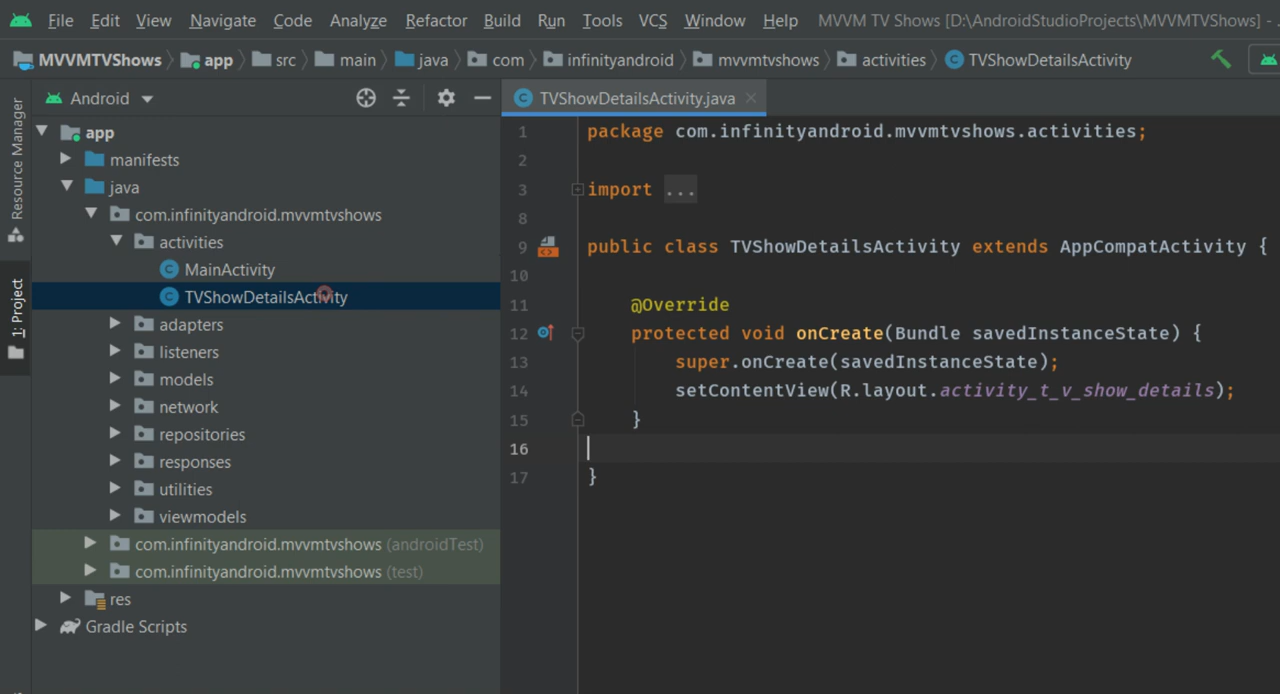 File Edit View Navigate Code Analyze Refactor Build Run Tools VCS Window Help MVVM TV Shows [D:\AndroidStudioProjects\MVVMTVShows] -
MVVMTVShows app src main java com infinityandroid mvvmtvshows activities TVShowDetailsActivity
Resource Manager
1: Project
Android
app
manifests
java
com.infinityandroid.mvvmtvshows
activities
MainActivity
TVShowDetailsActivity
adapters
listeners
models
network
repositories
responses
utilities
viewmodels
com.infinityandroid.mvvmtvshows (androidTest)
com.infinityandroid.mvvmtvshows (test)
res
Gradle Scripts
TVShowDetailsActivity.java
1 package com.infinityandroid.mvvmtvshows.activities;
2
3 import ...
8
9 public class TVShowDetailsActivity extends AppCompatActivity {
10
11 @Override
12 protected void onCreate(Bundle savedInstanceState) {
13 super.onCreate(savedInstanceState);
14 setContentView(R.layout.activity_t_v_show_details);
15 }
16
17 }